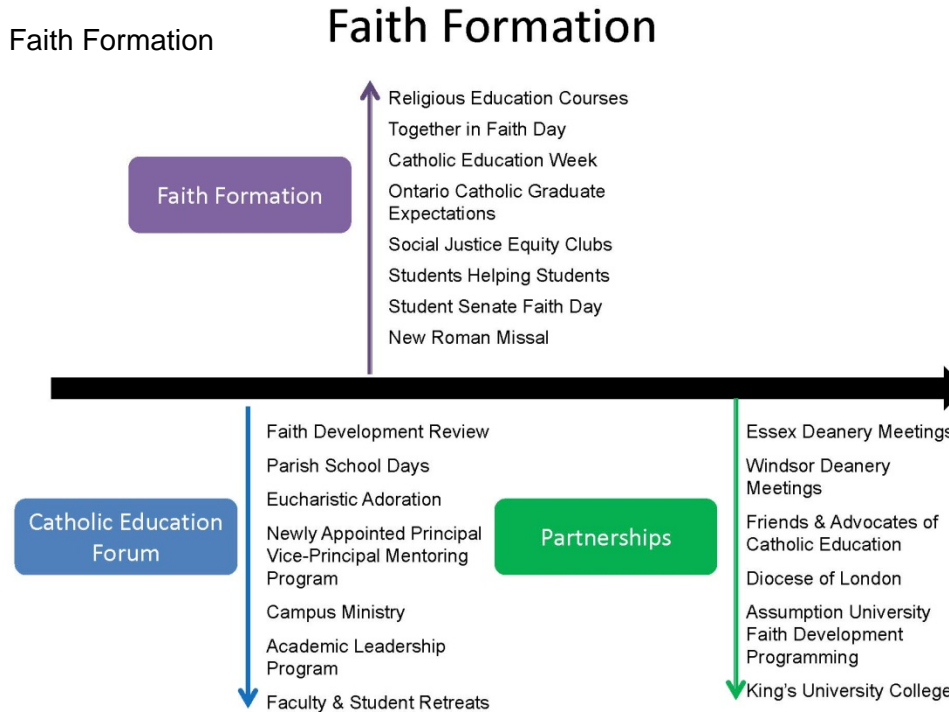 Faith Formation
Faith Formation
Faith Formation
Religious Education Courses
Together in Faith Day
Catholic Education Week
Ontario Catholic Graduate
Expectations
Social Justice Equity Clubs
Students Helping Students
Student Senate Faith Day
New Roman Missal
Catholic Education
Forum
Faith Development Review
Parish School Days
Eucharistic Adoration
Newly Appointed Principal
Vice-Principal Mentoring
Program
Campus Ministry
Academic Leadership
Program
Faculty & Student Retreats
Partnerships
Essex Deanery Meetings
Windsor Deanery
Meetings
Friends & Advocates of
Catholic Education
Diocese of London
Assumption University
Faith Development
Programming
King's University College